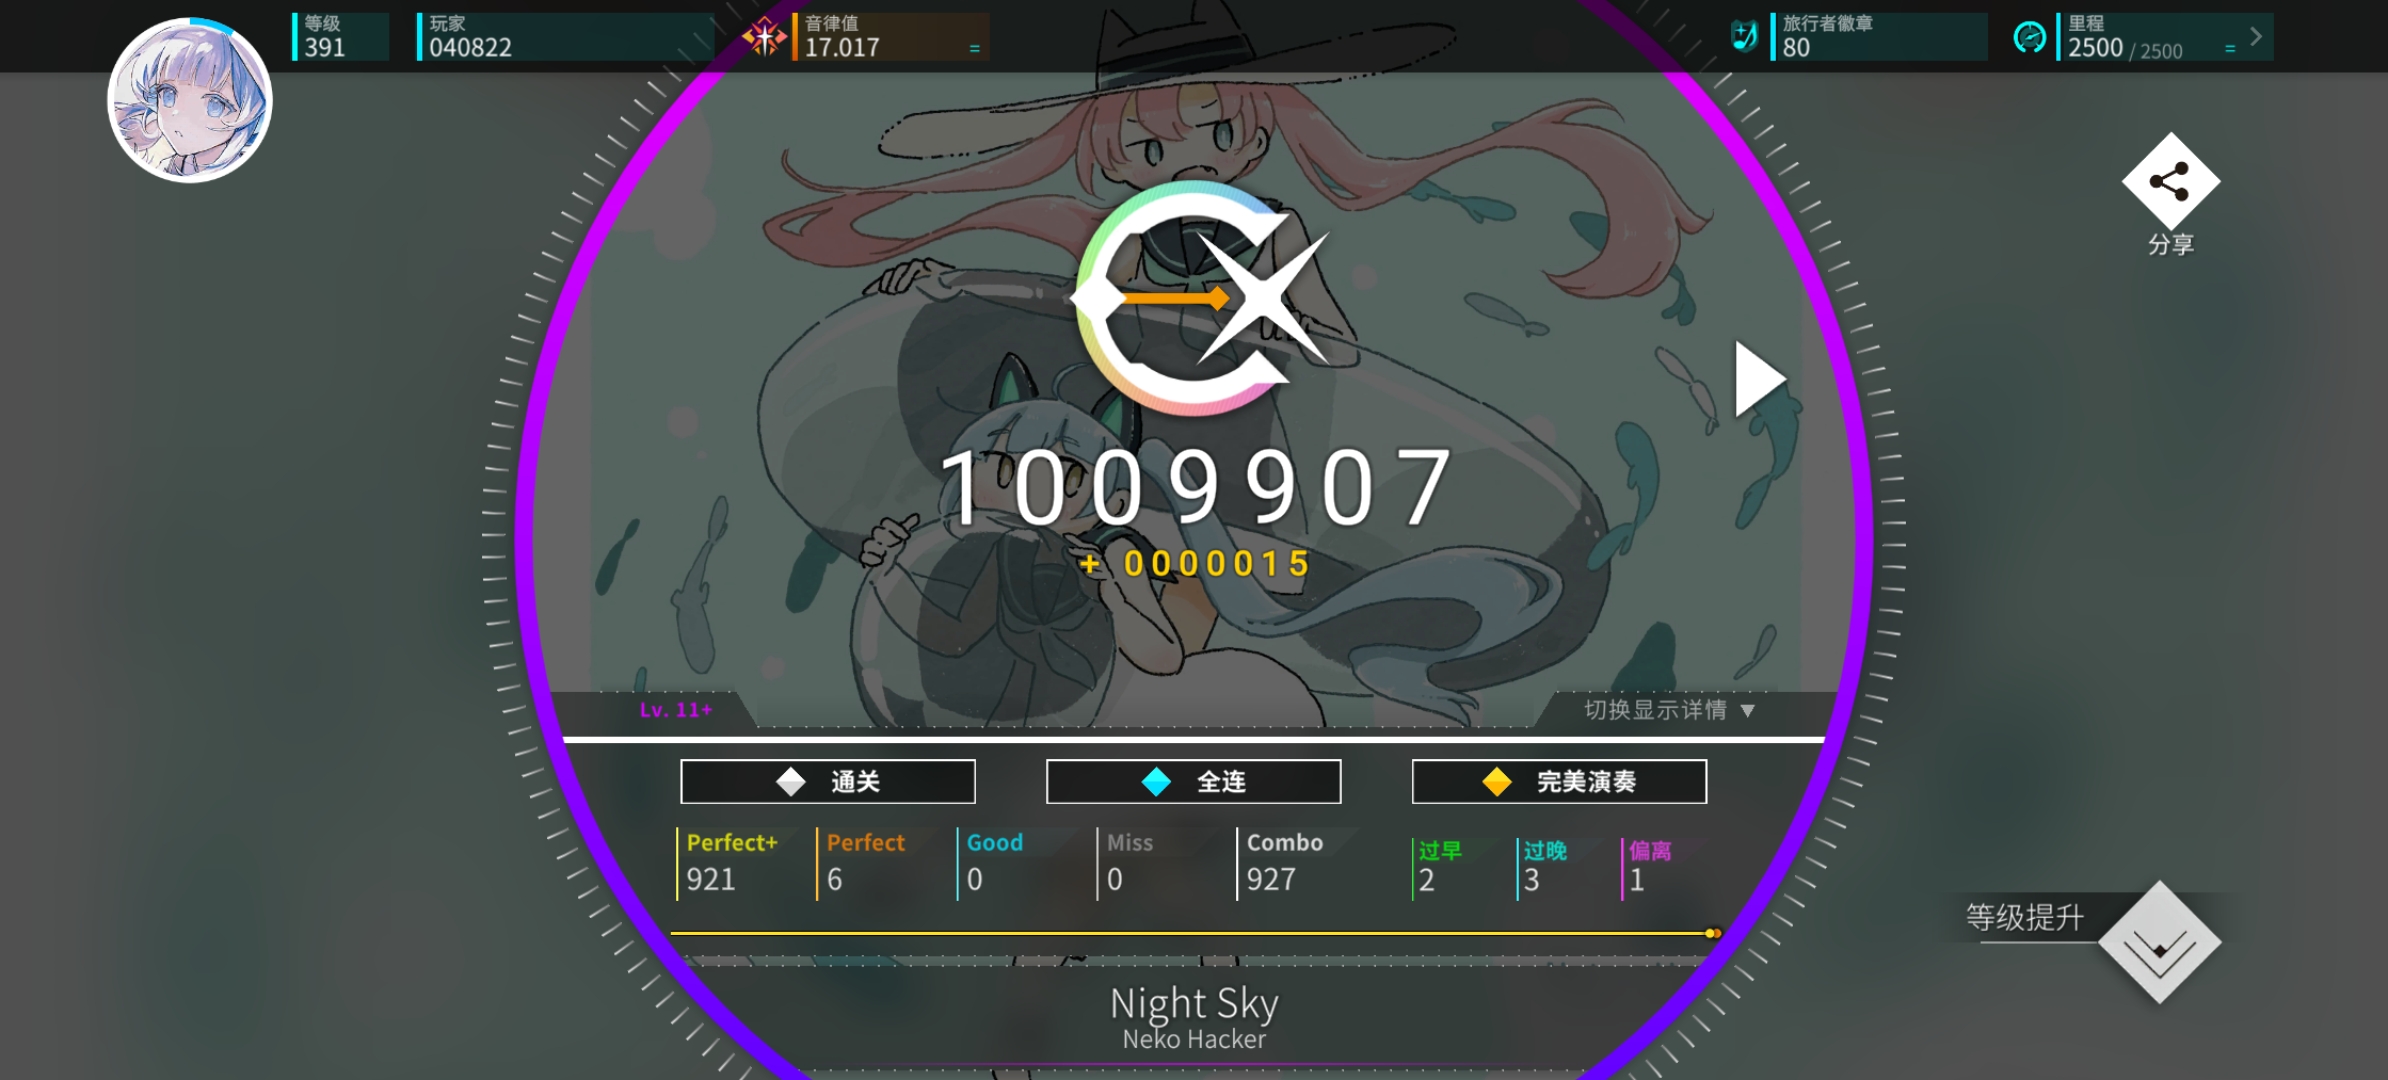 等级
391
玩家
040822
音律值
17.017
=
旅行者徽章
80
里程
2500 / 2500
=
分享
1009907
+ 0000015
Lv. 11+
切换显示详情 ▼
通关
全连
完美演奏
Perfect+
921
Perfect
6
Good
0
Miss
0
Combo
927
过早
2
过晚
3
偏离
1
等级提升
Night Sky
Neko Hacker